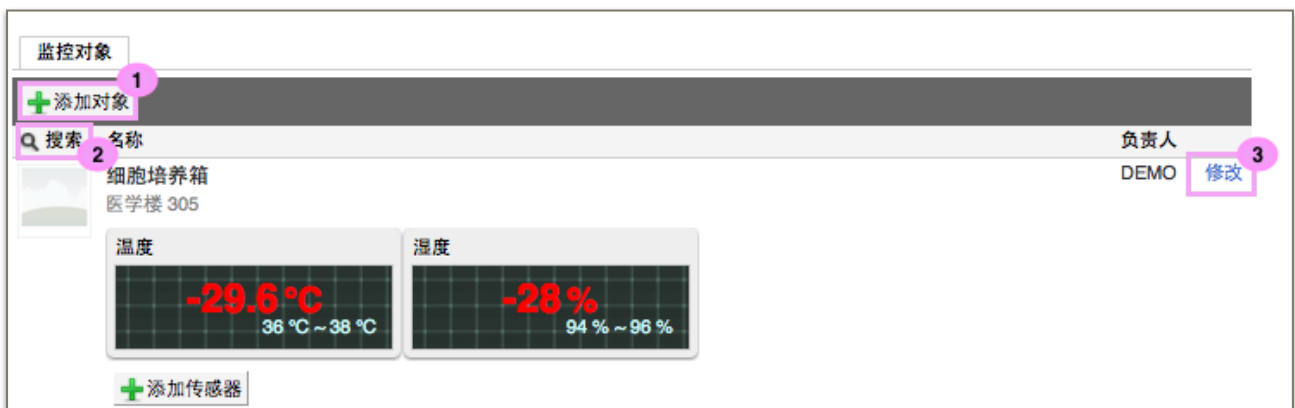 监控对象
1
添加对象
搜索 2 名称 负责人
细胞培养箱 DEMO 修改 3
医学楼 305
温度 湿度
-29.6 °C -28 %
36 °C ~ 38 °C 94 % ~ 96 %
添加传感器